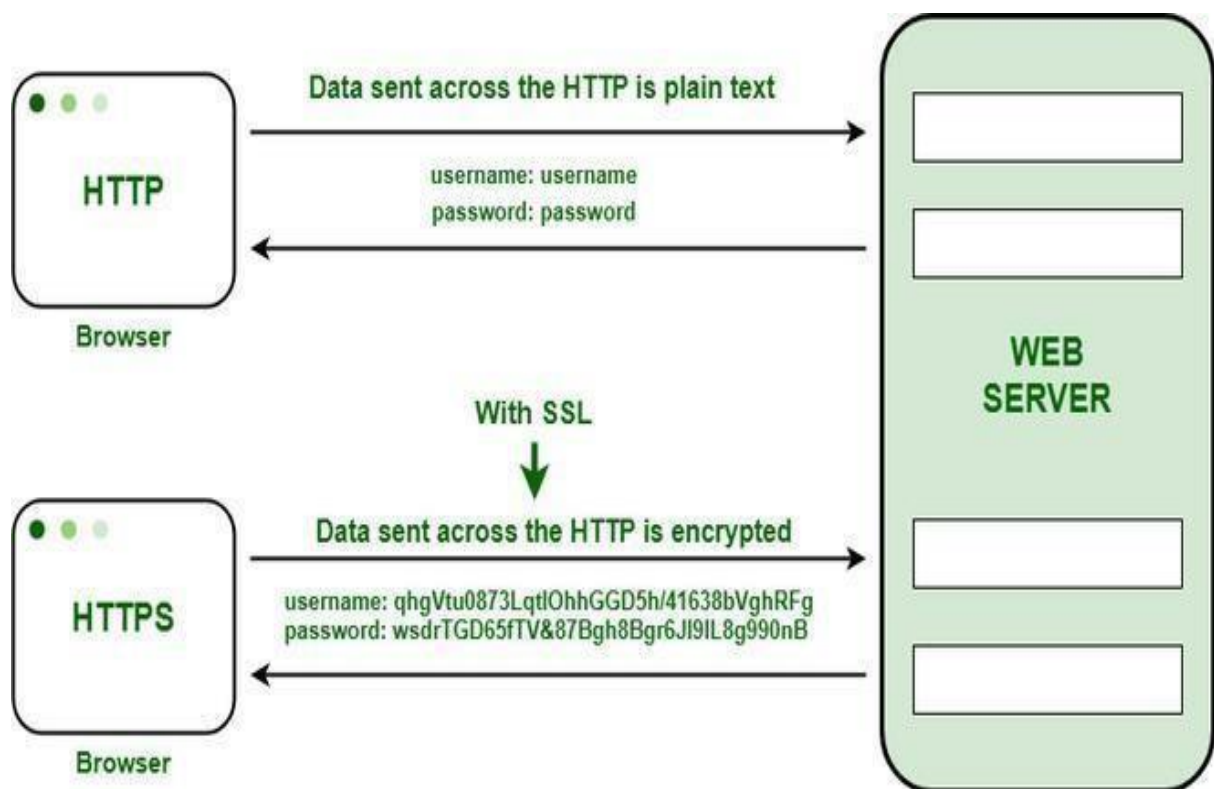 Data sent across the HTTP is plain text
HTTP
username: username
password: password
Browser
WEB
SERVER
With SSL
Data sent across the HTTP is encrypted
HTTPS
username: qhgVtu0873LqtlOhhGGD5h/41638bVghRFg
password: wsdrTGD65fTV&87Bgh8Bgr6Jl9lL8g990nB
Browser